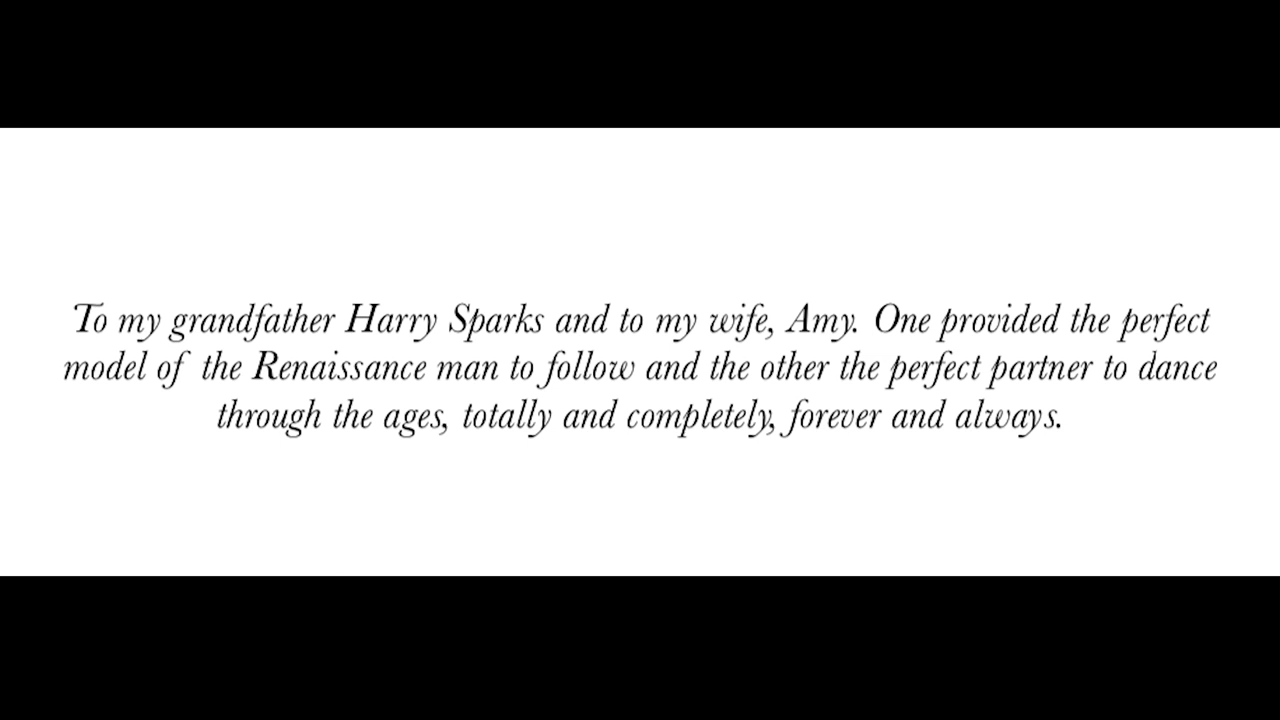 To my grandfather Harry Sparks and to my wife, Amy. One provided the perfect
model of the Renaissance man to follow and the other the perfect partner to dance
through the ages, totally and completely, forever and always.